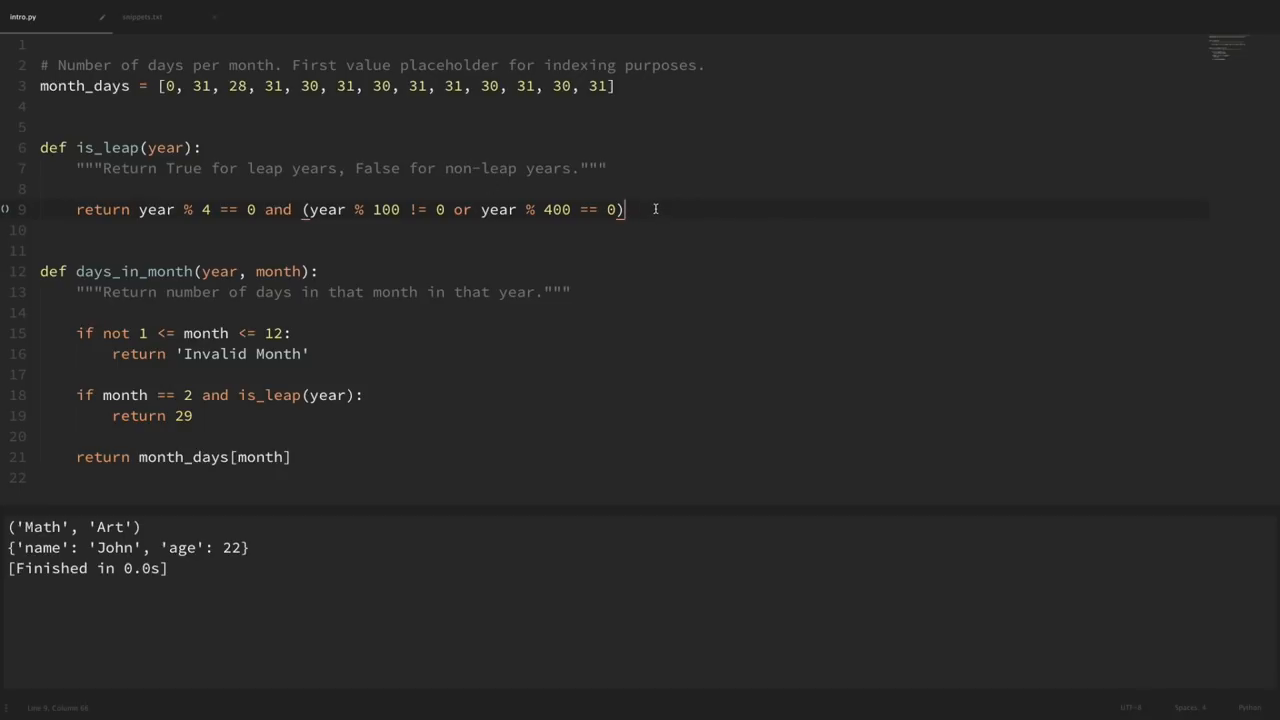 intro.py
snippets.txt
1
2 # Number of days per month. First value placeholder for indexing purposes.
3 month_days = [0, 31, 28, 31, 30, 31, 30, 31, 31, 30, 31, 30, 31]
4
5
6 def is_leap(year):
7     """Return True for leap years, False for non-leap years."""
8
9     return year % 4 == 0 and (year % 100 != 0 or year % 400 == 0)
10
11
12 def days_in_month(year, month):
13     """Return number of days in that month in that year."""
14
15     if not 1 <= month <= 12:
16         return 'Invalid Month'
17
18     if month == 2 and is_leap(year):
19         return 29
20
21     return month_days[month]
22
('Math', 'Art')
{'name': 'John', 'age': 22}
[Finished in 0.0s]
Line 9, Column 66 UTF-8 Spaces: 4 Python